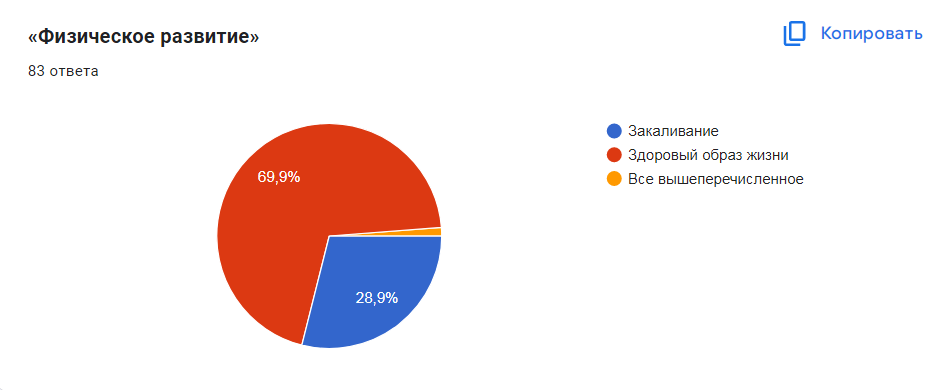 «Физическое развитие»
Копировать
83 ответа
Закаливание
Здоровый образ жизни
Все вышеперечисленное
69,9%
28,9%